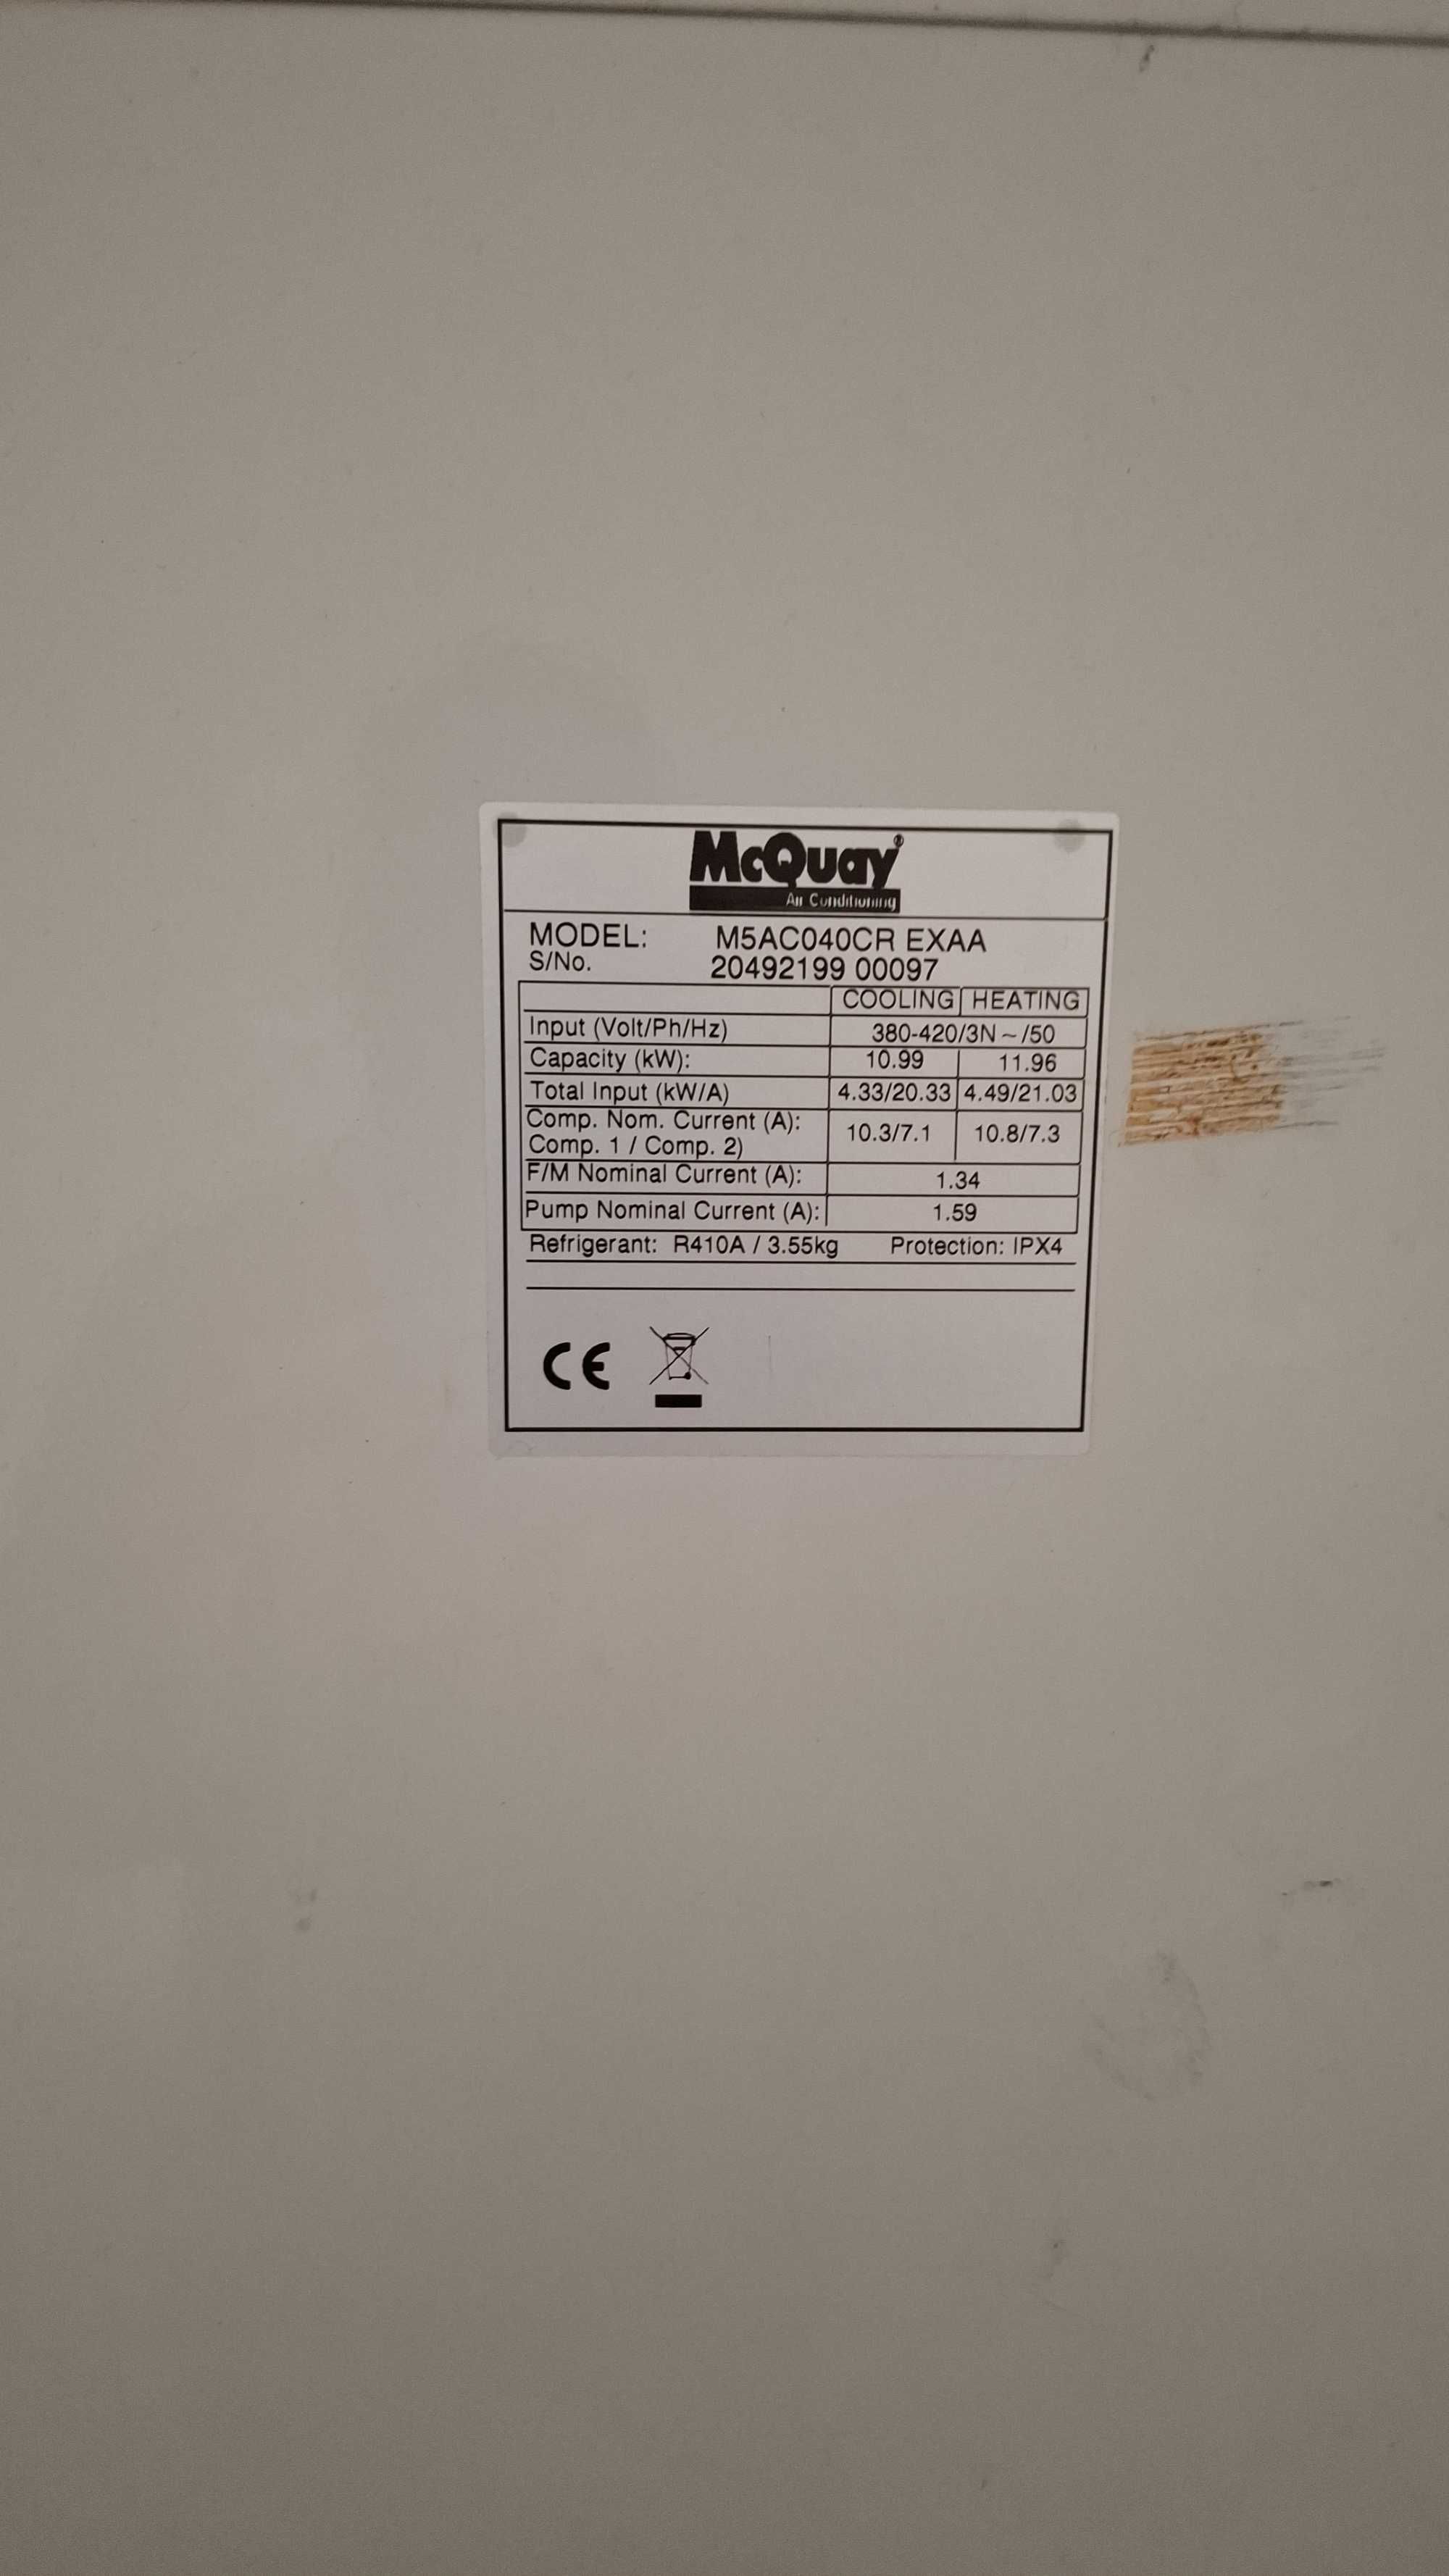 McQuay®
Air Conditioning
MODEL: M5AC040CR EXAA
S/No. 20492199 00097
COOLING HEATING
Input (Volt/Ph/Hz) 380-420/3N~/50
Capacity (kW): 10.99 11.96
Total Input (kW/A) 4.33/20.33 4.49/21.03
Comp. Nom. Current (A):
Comp. 1 / Comp. 2) 10.3/7.1 10.8/7.3
F/M Nominal Current (A): 1.34
Pump Nominal Current (A): 1.59
Refrigerant: R410A / 3.55kg Protection: IPX4
CE